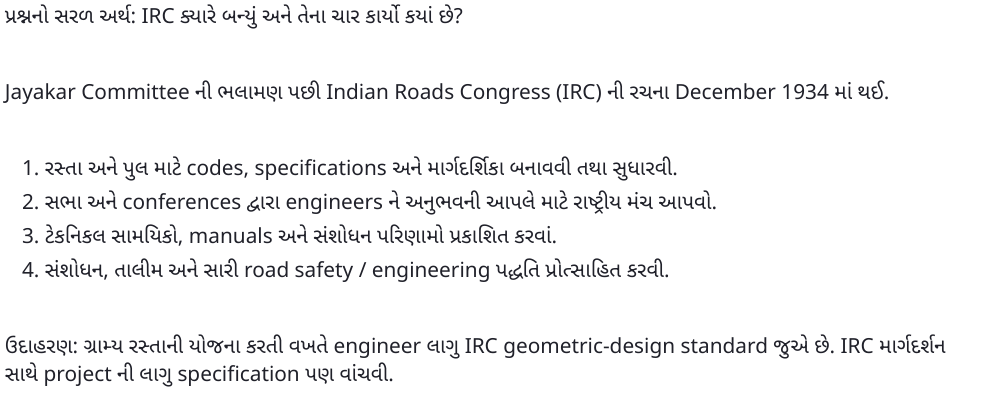 પ્રશ્નનો સરળ અર્થ: IRC ક્યારે બન્યું અને તેના ચાર કાર્યો કયાં છે?
Jayakar Committee ની ભલામણ પછી Indian Roads Congress (IRC) ની રચના December 1934 માં થઈ.
1. રસ્તા અને પુલ માટે codes, specifications અને માર્ગદર્શિકા બનાવવી તથા સુધારવી.
2. સભા અને conferences દ્વારા engineers ને અનુભવની આપલે માટે રાષ્ટ્રીય મંચ આપવો.
3. ટેકનિકલ સામયિકો, manuals અને સંશોધન પરિણામો પ્રકાશિત કરવાં.
4. સંશોધન, તાલીમ અને સારી road safety / engineering પદ્ધતિ પ્રોત્સાહિત કરવી.
ઉદાહરણ: ગ્રામ્ય રસ્તાની યોજના કરતી વખતે engineer લાગુ IRC geometric-design standard જુએ છે. IRC માર્ગદર્શન
સાથે project ની લાગુ specification પણ વાંચવી.